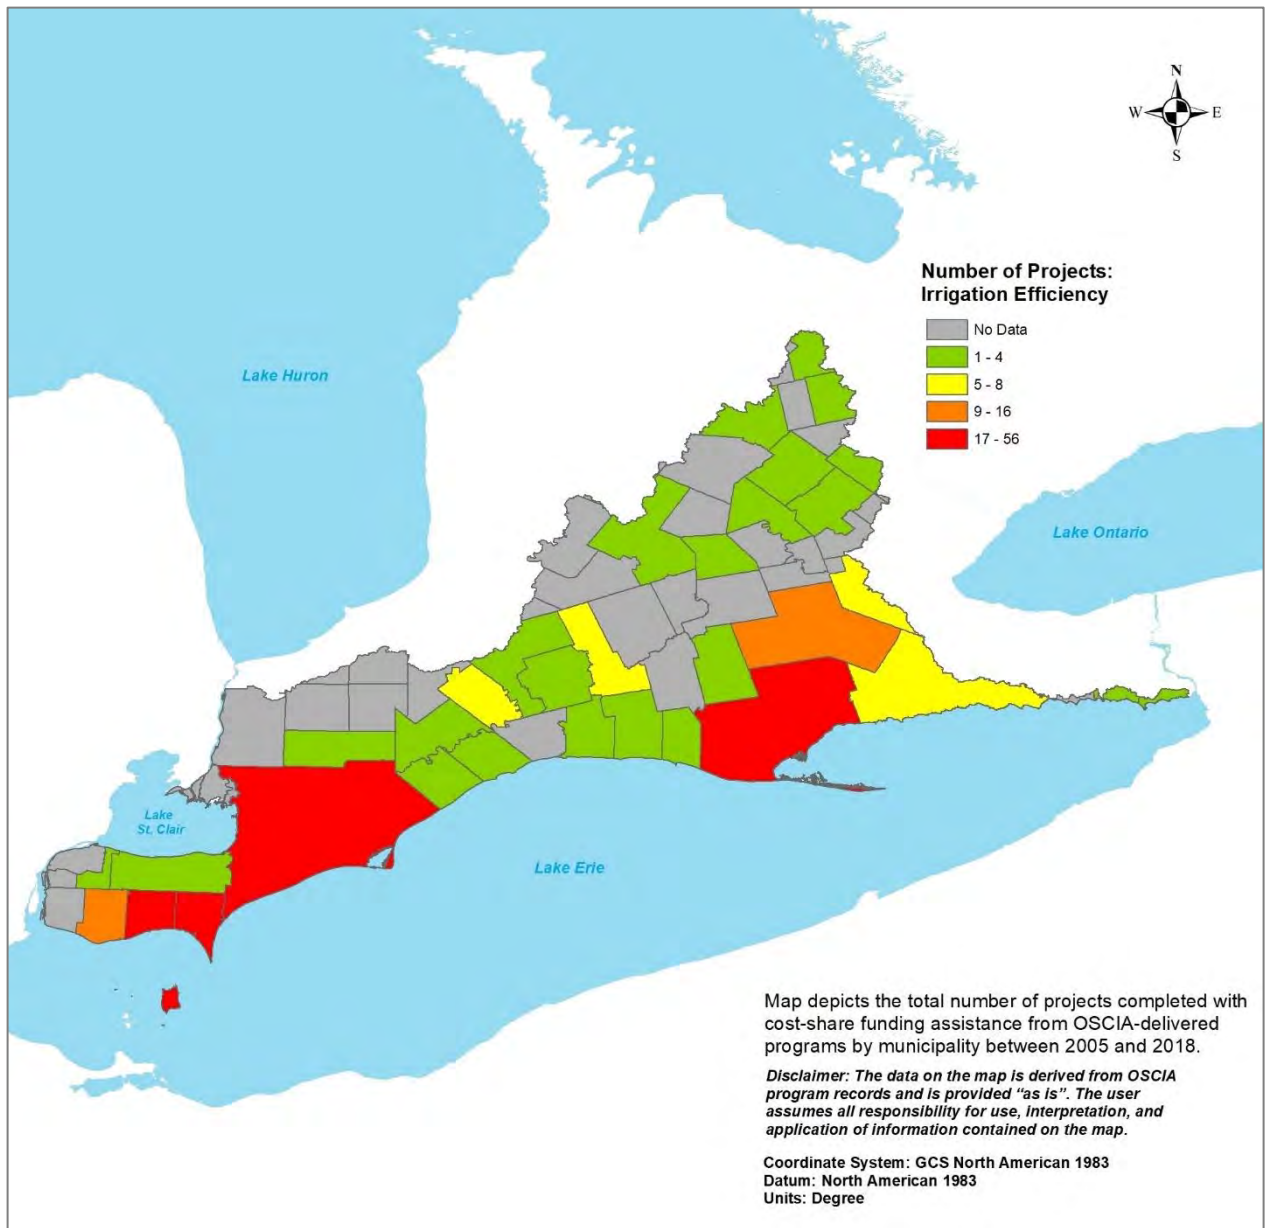 N
W E
S
Number of Projects:
Irrigation Efficiency
No Data
1 - 4
5 - 8
9 - 16
17 - 56
Lake Huron
Lake Ontario
Lake
St. Clair
Lake Erie
Map depicts the total number of projects completed with
cost-share funding assistance from OSCIA-delivered
programs by municipality between 2005 and 2018.
Disclaimer: The data on the map is derived from OSCIA
program records and is provided “as is”. The user
assumes all responsibility for use, interpretation, and
application of information contained on the map.
Coordinate System: GCS North American 1983
Datum: North American 1983
Units: Degree